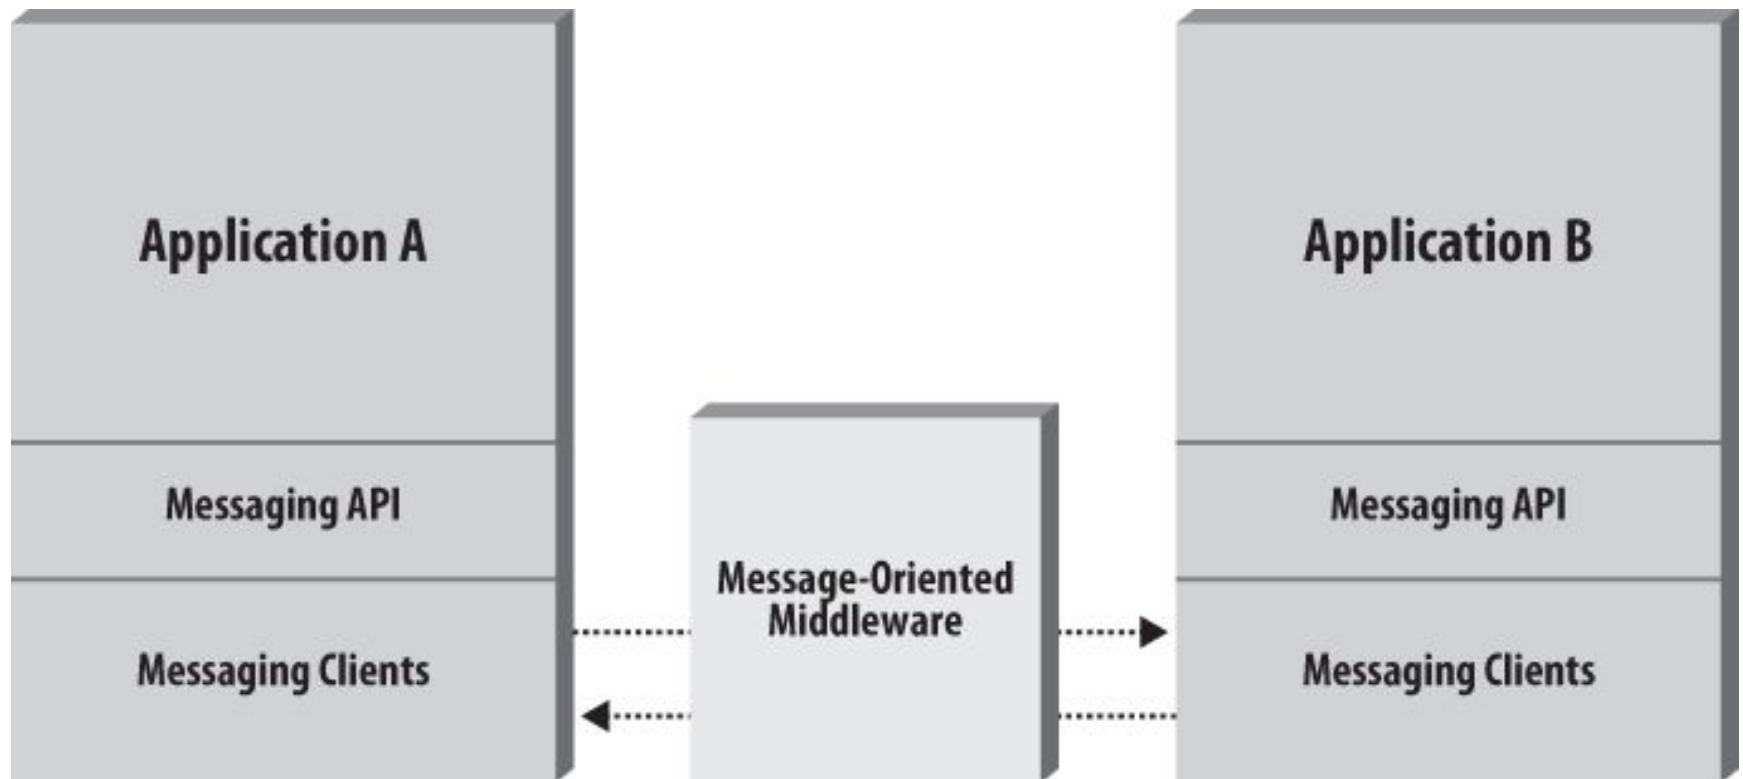 Application A
Messaging API
Messaging Clients
Message-Oriented
Middleware
Application B
Messaging API
Messaging Clients